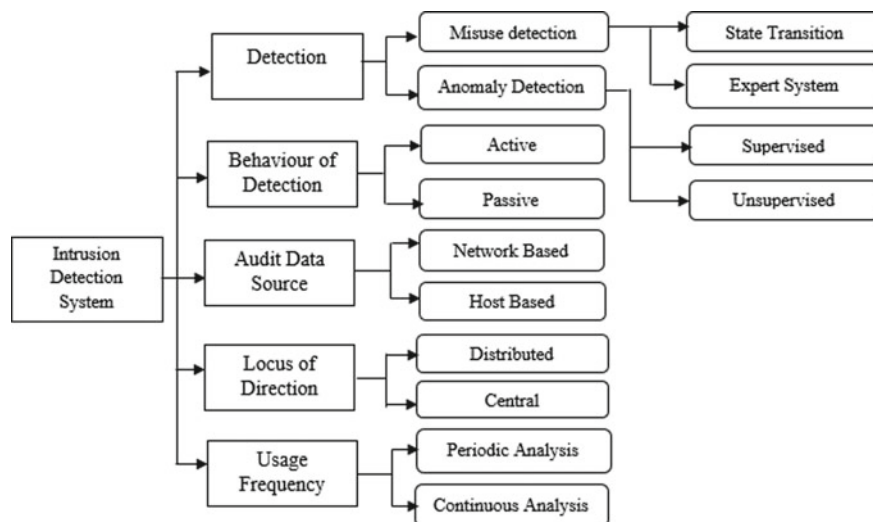 Intrusion
Detection
System
Detection
Misuse detection
State Transition
Expert System
Anomaly Detection
Supervised
Unsupervised
Behaviour of
Detection
Active
Passive
Audit Data
Source
Network Based
Host Based
Locus of
Direction
Distributed
Central
Usage
Frequency
Periodic Analysis
Continuous Analysis